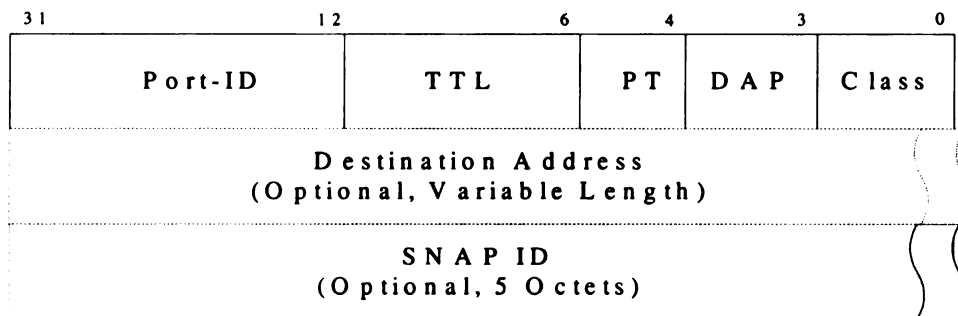 31 12 6 4 3 0
Port-ID TTL PT DAP Class
Destination Address
(Optional, Variable Length)
SNAP ID
(Optional, 5 Octets)